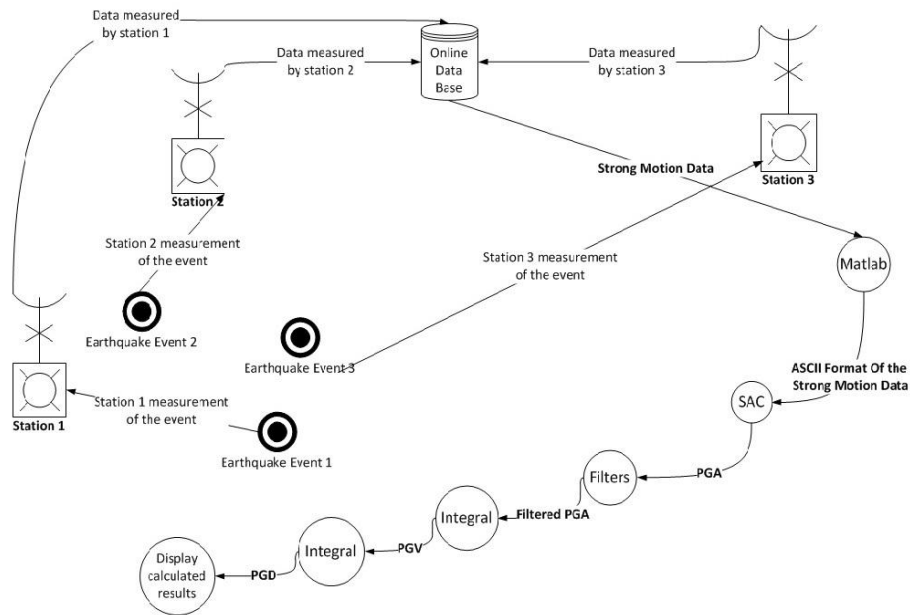 Data measured
by station 1
Data measured
by station 2
Online
Data
Base
Data measured
by station 3
Station 2
Strong Motion Data
Station 3
Station 2 measurement
of the event
Station 3 measurement
of the event
Matlab
Earthquake Event 2
Earthquake Event 3
ASCII Format Of the
Strong Motion Data
Station 1 measurement
of the event
Station 1
SAC
Earthquake Event 1
PGA
Filters
Filtered PGA
Integral
PGV
Integral
PGD
Display
calculated
results